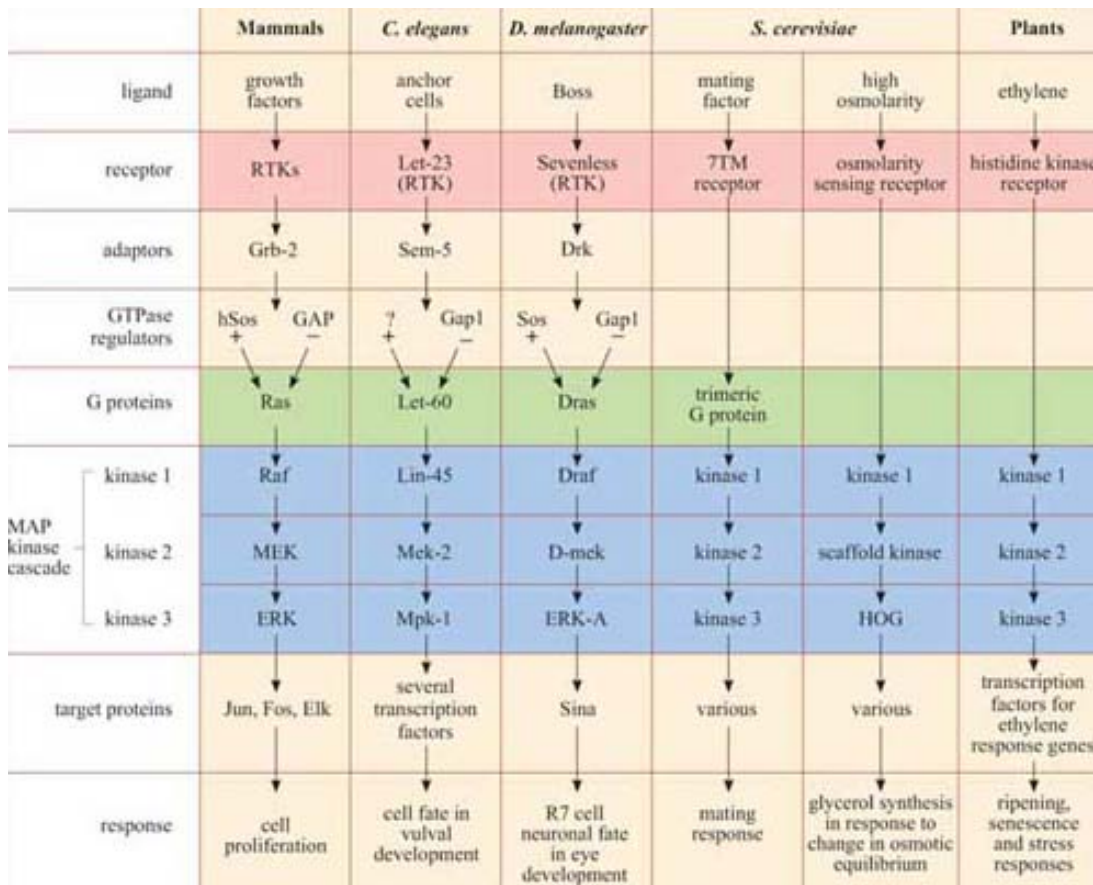 Mammals C. elegans D. melanogaster S. cerevisiae Plants
ligand
growth
factors
anchor
cells
Boss
mating
factor
high
osmolarity
ethylene
receptor
RTKs
Let-23
(RTK)
Sevenless
(RTK)
7TM
receptor
osmolarity
sensing receptor
histidine kinase
receptor
adaptors
Grb-2
Sem-5
Drk
GTPase
regulators
hSos
+
GAP
−
?
+
Gap1
−
Sos
+
Gap1
−
G proteins
Ras
Let-60
Dras
trimeric
G protein
MAP
kinase
cascade
kinase 1
Raf
Lin-45
Draf
kinase 1
kinase 1
kinase 1
kinase 2
MEK
Mek-2
D-mek
kinase 2
scaffold kinase
kinase 2
kinase 3
ERK
Mpk-1
ERK-A
kinase 3
HOG
kinase 3
target proteins
Jun, Fos, Elk
several
transcription
factors
Sina
various
various
transcription
factors for
ethylene
response genes
response
cell
proliferation
cell fate in
vulval
development
R7 cell
neuronal fate
in eye
development
mating
response
glycerol synthesis
in response to
change in osmotic
equilibrium
ripening,
senescence
and stress
responses